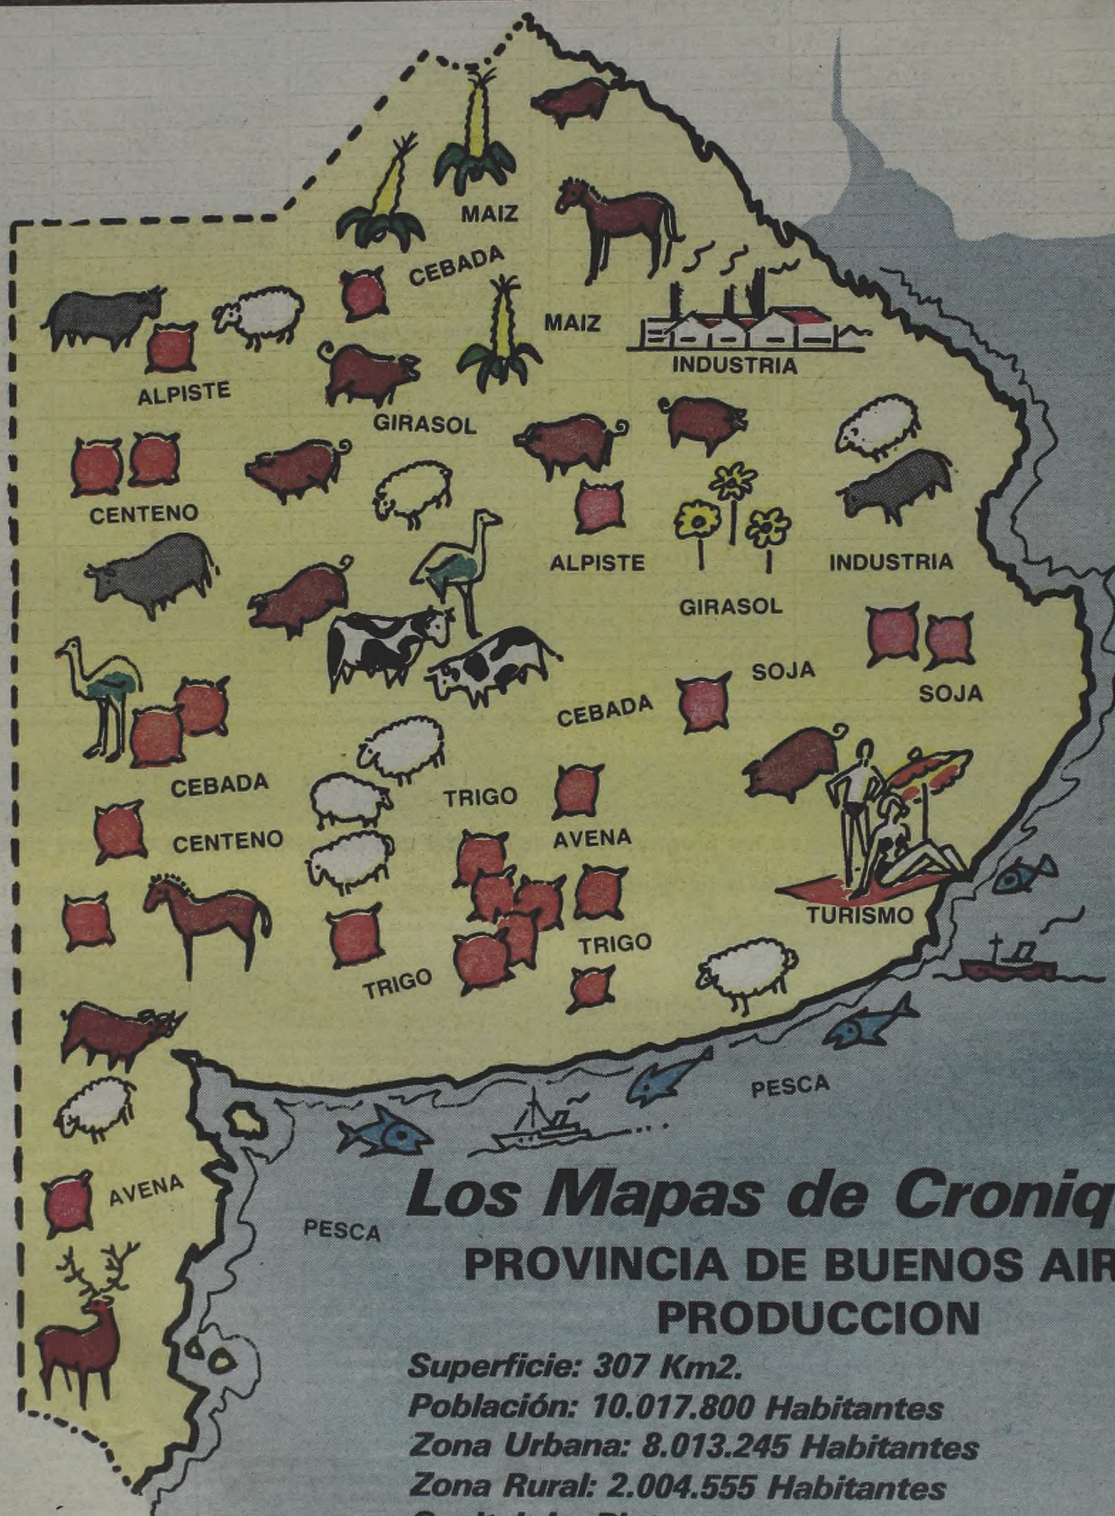 MAIZ
CEBADA
MAIZ
INDUSTRIA
ALPISTE
GIRASOL
CENTENO
ALPISTE
INDUSTRIA
GIRASOL
SOJA
SOJA
CEBADA
CEBADA
TRIGO
CENTENO
AVENA
TURISMO
TRIGO
TRIGO
PESCA
AVENA
PESCA
Los Mapas de Croniq
PROVINCIA DE BUENOS AIR
PRODUCCION
Superficie: 307 Km2.
Población: 10.017.800 Habitantes
Zona Urbana: 8.013.245 Habitantes
Zona Rural: 2.004.555 Habitantes